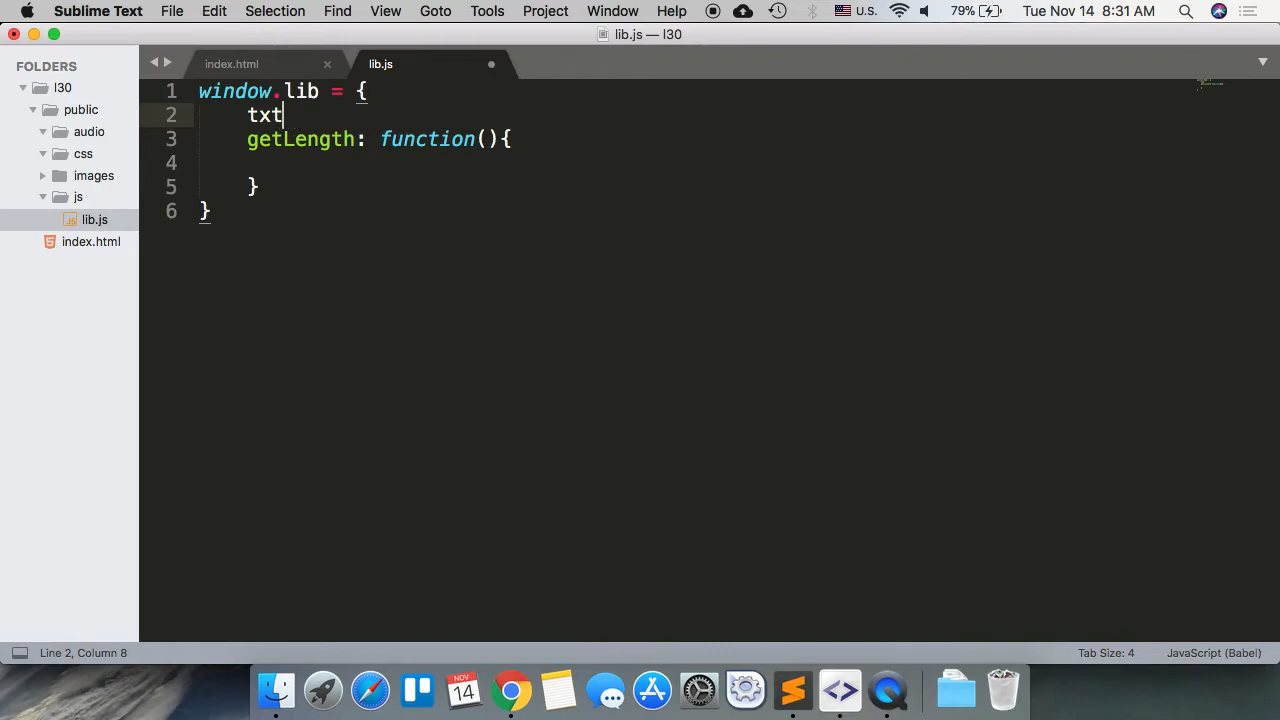 Sublime Text File Edit Selection Find View Goto Tools Project Window Help U.S. 79% Tue Nov 14 8:31 AM
lib.js — l30
FOLDERS
l30
public
audio
css
images
js
lib.js
index.html
index.html × lib.js
1 window.lib = {
2 txt
3 getLength: function(){
4
5 }
6 }
Line 2, Column 8 Tab Size: 4 JavaScript (Babel)
NOV
14